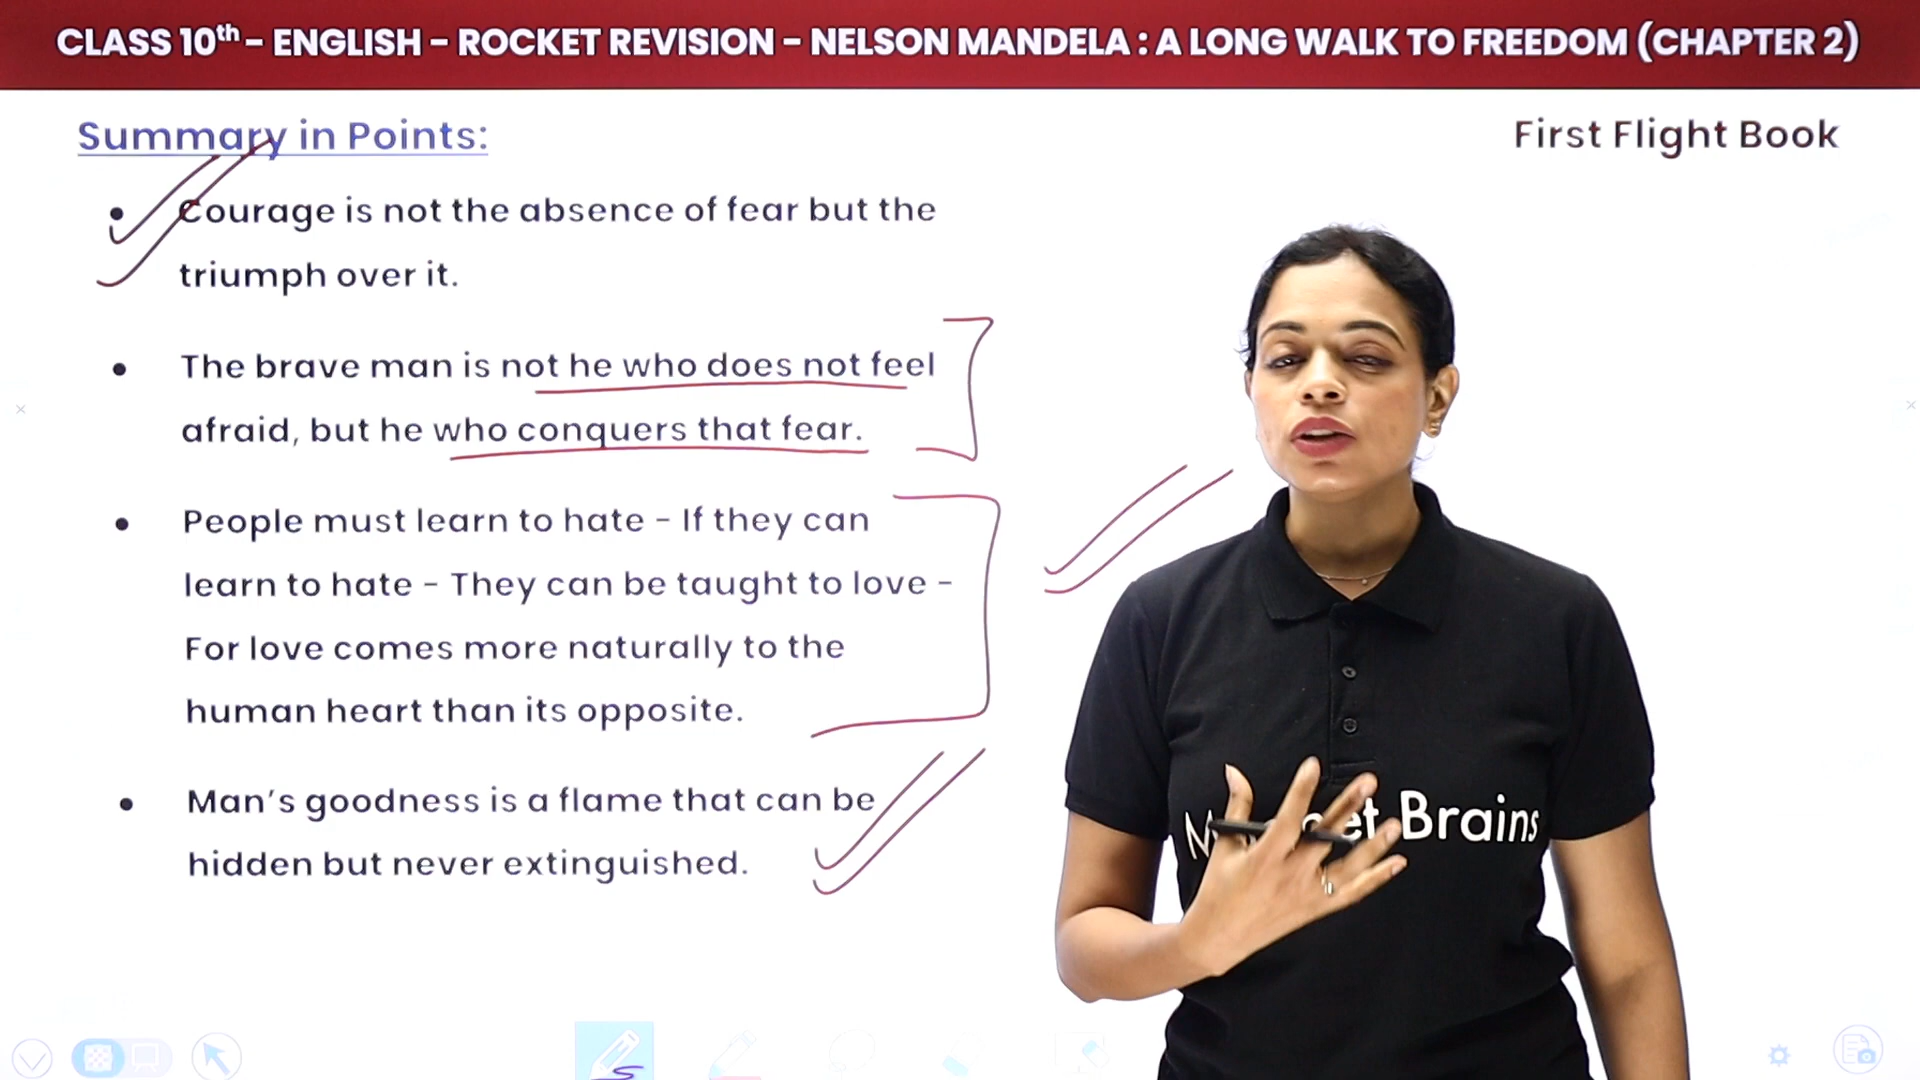 CLASS 10th - ENGLISH - ROCKET REVISION - NELSON MANDELA : A LONG WALK TO FREEDOM (CHAPTER 2)
Summary in Points:
First Flight Book
• Courage is not the absence of fear but the
triumph over it.
• The brave man is not he who does not feel
afraid, but he who conquers that fear.
• People must learn to hate - If they can
learn to hate - They can be taught to love -
For love comes more naturally to the
human heart than its opposite.
• Man's goodness is a flame that can be
hidden but never extinguished.
Brains